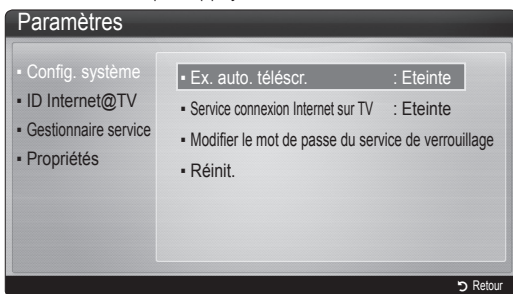 Paramètres
▪ Config. système
▪ ID Internet@TV
▪ Gestionnaire service
▪ Propriétés
▪ Ex. auto. téléscr. : Eteinte
▪ Service connexion Internet sur TV : Eteinte
▪ Modifier le mot de passe du service de verrouillage
▪ Réinit.
Retour